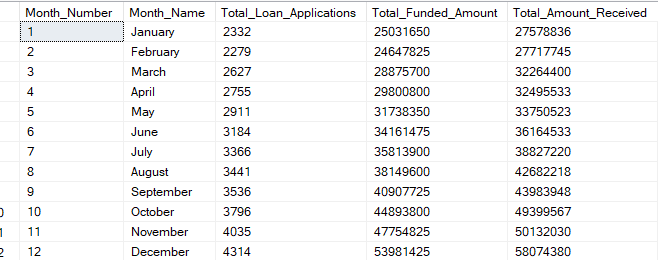 Month_Number Month_Name Total_Loan_Applications Total_Funded_Amount Total_Amount_Received
1 January 2332 25031650 27578836
2 February 2279 24647825 27717745
3 March 2627 28875700 32264400
4 April 2755 29800800 32495533
5 May 2911 31738350 33750523
6 June 3184 34161475 36164533
7 July 3366 35813900 38827220
8 August 3441 38149600 42682218
9 September 3536 40907725 43983948
0 10 October 3796 44893800 49399567
1 11 November 4035 47754825 50132030
2 12 December 4314 53981425 58074380